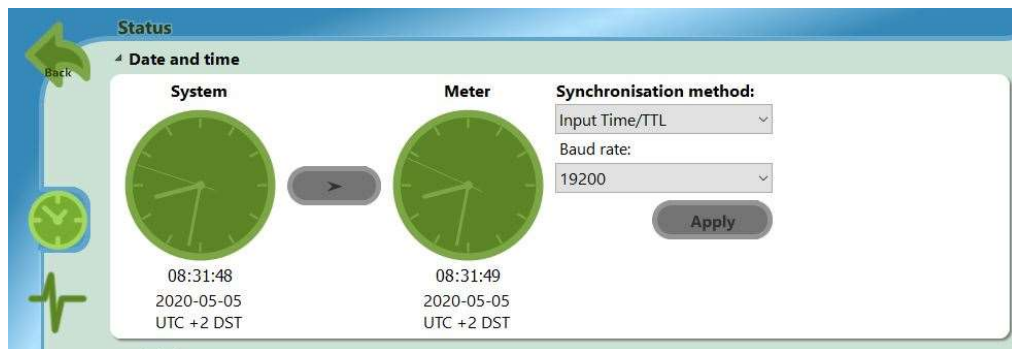 Status
Back
Date and time
System
Meter
Synchronisation method:
Input Time/TTL
Baud rate:
19200
➤
Apply
08:31:48
2020-05-05
UTC +2 DST
08:31:49
2020-05-05
UTC +2 DST